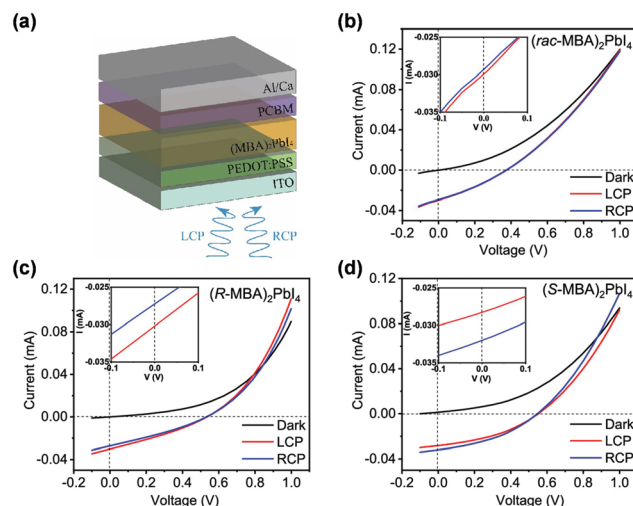 (a)
Al/Ca
PCBM
(MBA)₂PbI₄
PEDOT:PSS
ITO
LCP
RCP
(b)
(rac-MBA)₂PbI₄
Current (mA)
0.12
0.08
0.04
0.00
-0.04
-0.2 0.0 0.2 0.4 0.6 0.8 1.0
Voltage (V)
I (mA)
-0.025
-0.030
-0.035
-0.1 0.0 0.1
V (V)
Dark
LCP
RCP
(c)
(R-MBA)₂PbI₄
Current (mA)
0.12
0.08
0.04
0.00
-0.04
-0.2 0.0 0.2 0.4 0.6 0.8 1.0
Voltage (V)
I (mA)
-0.025
-0.030
-0.035
-0.1 0.0 0.1
V (V)
Dark
LCP
RCP
(d)
(S-MBA)₂PbI₄
Current (mA)
0.12
0.08
0.04
0.00
-0.04
-0.2 0.0 0.2 0.4 0.6 0.8 1.0
Voltage (V)
I (mA)
-0.025
-0.030
-0.035
-0.1 0.0 0.1
V (V)
Dark
LCP
RCP